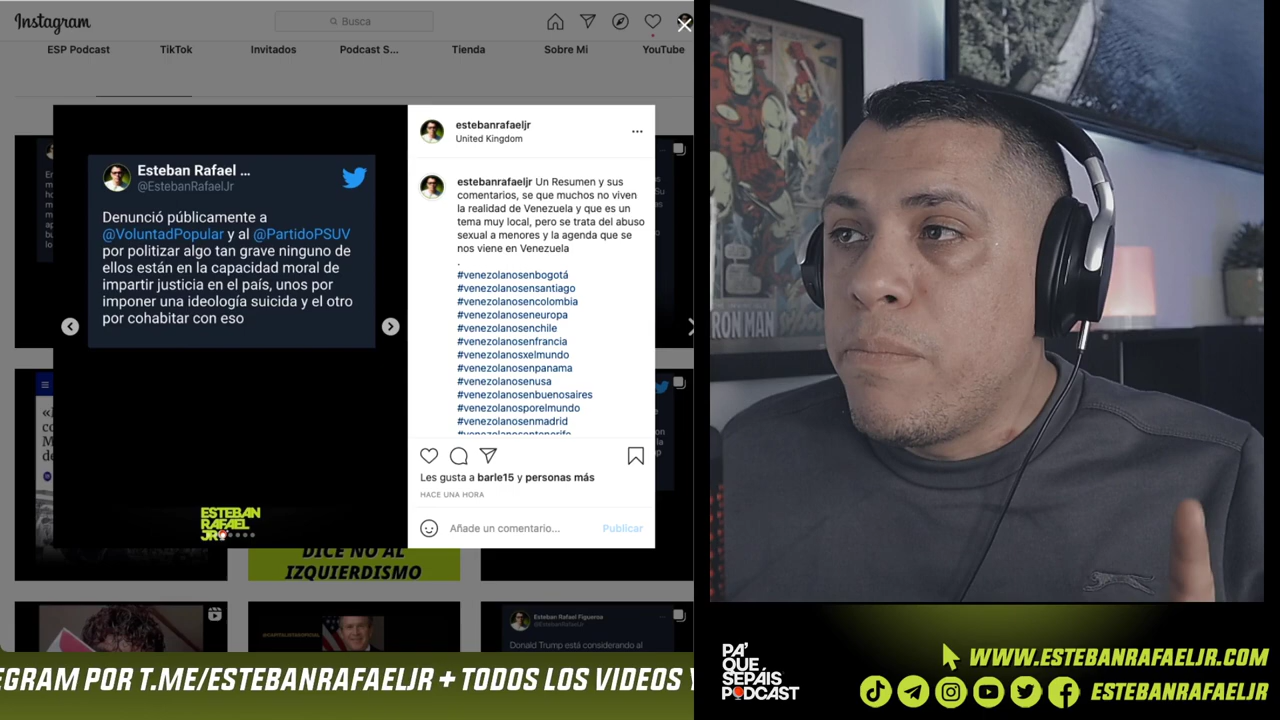 Instagram
Busca
ESP Podcast
TikTok
Invitados
Podcast S...
Tienda
Sobre Mi
YouTube
Esteban Rafael ...
@EstebanRafaelJr
Denunció públicamente a
@VoluntadPopular y al @PartidoPSUV
por politizar algo tan grave ninguno de
ellos están en la capacidad moral de
impartir justicia en el país, unos por
imponer una ideología suicida y el otro
por cohabitar con eso
ESTEBAN
RAFAEL
JR
estebanrafaeljr
United Kingdom
estebanrafaeljr Un Resumen y sus
comentarios, se que muchos no viven
la realidad de Venezuela y que es un
tema muy local, pero se trata del abuso
sexual a menores y la agenda que se
nos viene en Venezuela
.
#venezolanosenbogotá
#venezolanosensantiago
#venezolanosencolombia
#venezolanoseneuropa
#venezolanosenchile
#venezolanosenfrancia
#venezolanosxelmundo
#venezolanosenpanama
#venezolanosenusa
#venezolanosenbuenosaires
#venezolanosporelmundo
#venezolanosenmadrid
#venezolanosentenerife
Les gusta a barle15 y personas más
HACE UNA HORA
Añade un comentario...
Publicar
DICE NO AL
IZQUIERDISMO
Esteban Rafael Figueroa
@EstebanRafaelJr
Donald Trump está considerando al
IRON MAN
EGRAM POR T.ME/ESTEBANRAFAELJR + TODOS LOS VIDEOS Y
PA'
QUE
SEPÁIS
PODCAST
WWW.ESTEBANRAFAELJR.COM
ESTEBANRAFAELJR